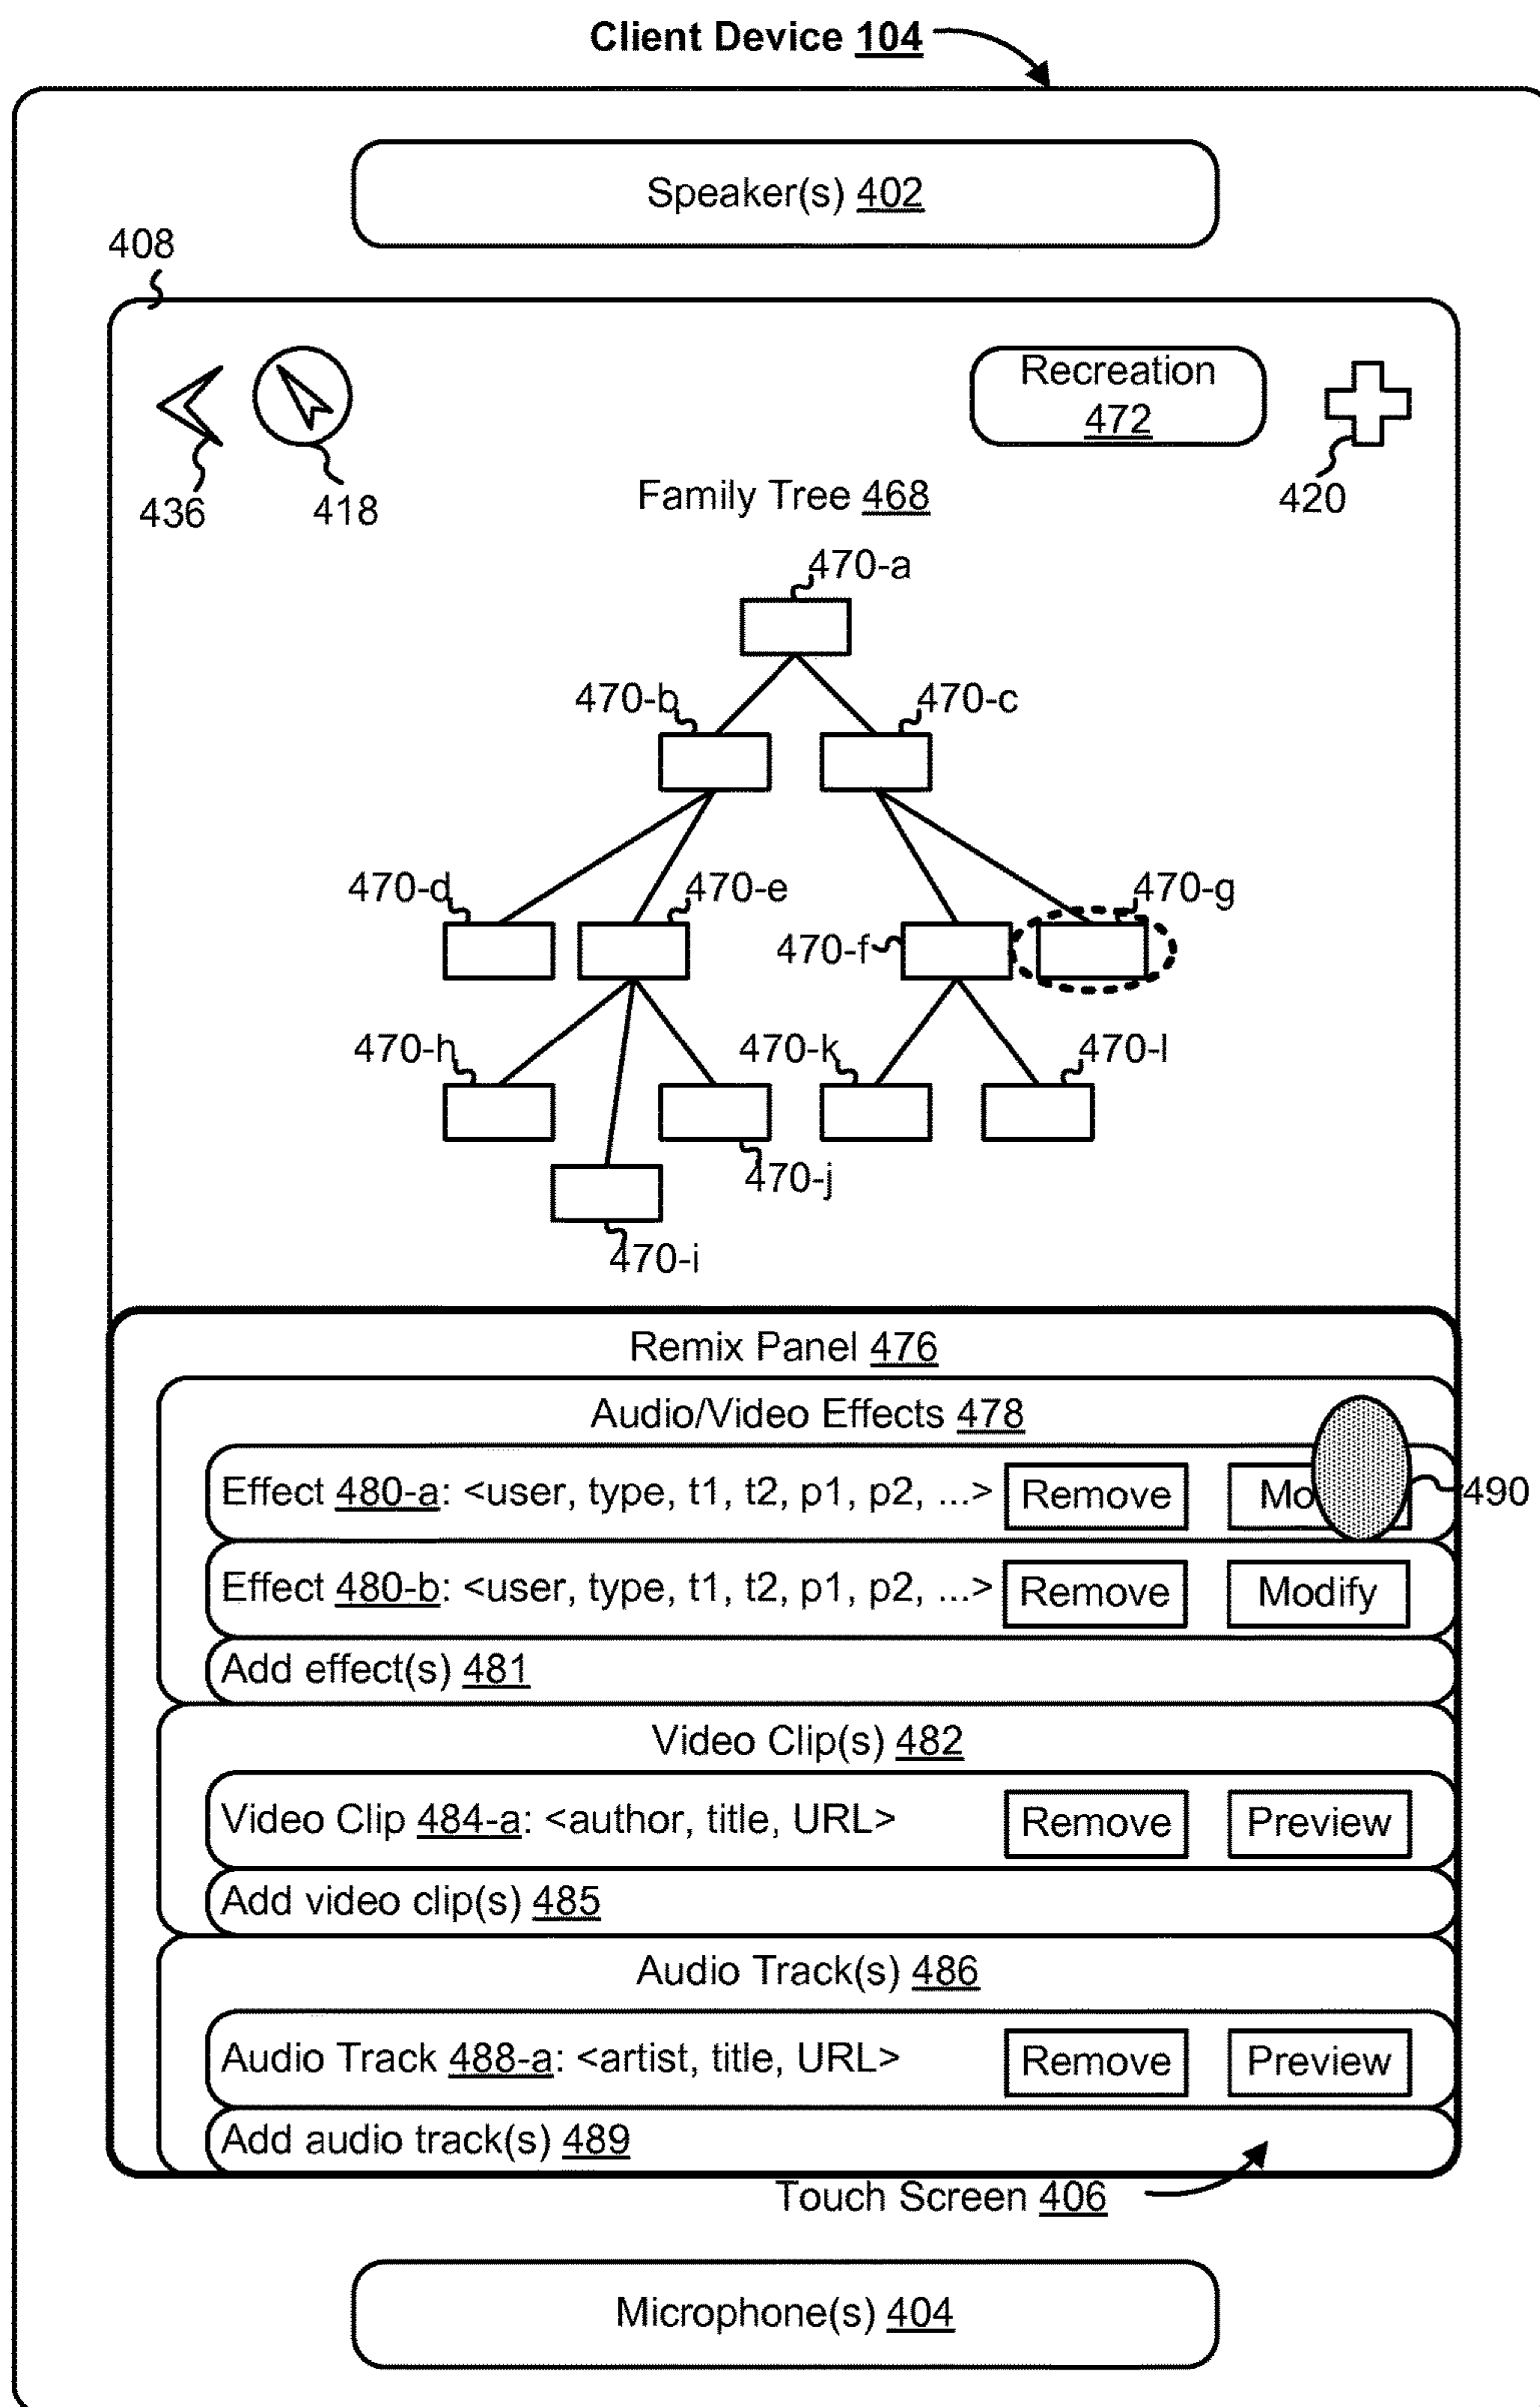 Client Device 104
Speaker(s) 402
408
Recreation
472
436
418
420
Family Tree 468
470-a
470-b
470-c
470-d
470-e
470-f
470-g
470-h
470-k
470-l
470-j
470-i
Remix Panel 476
Audio/Video Effects 478
Effect 480-a: <user, type, t1, t2, p1, p2, ...> Remove Mo
490
Effect 480-b: <user, type, t1, t2, p1, p2, ...> Remove Modify
Add effect(s) 481
Video Clip(s) 482
Video Clip 484-a: <author, title, URL> Remove Preview
Add video clip(s) 485
Audio Track(s) 486
Audio Track 488-a: <artist, title, URL> Remove Preview
Add audio track(s) 489
Touch Screen 406
Microphone(s) 404